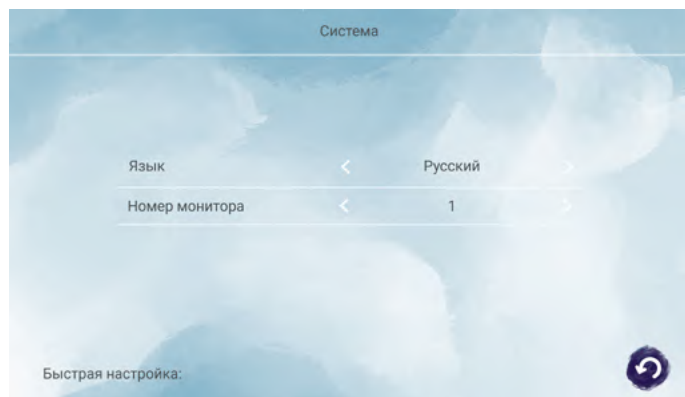 Система
Язык < Русский >
Номер монитора < 1 >
Быстрая настройка: